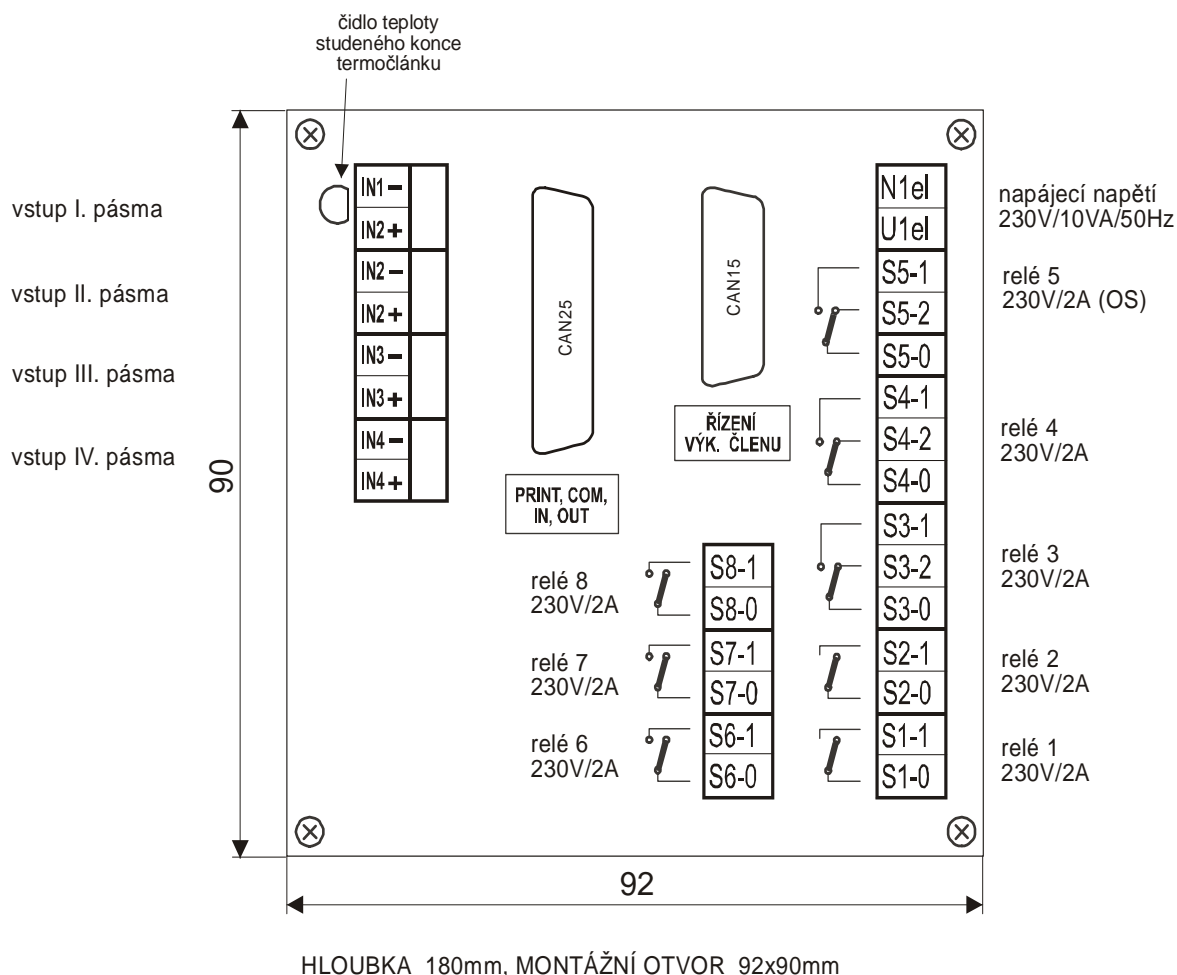 čidlo teploty
studeného konce
termočlánku
vstup I. pásma
vstup II. pásma
vstup III. pásma
vstup IV. pásma
90
IN1 −
IN2 +
IN2 −
IN2 +
IN3 −
IN3 +
IN4 −
IN4 +
CAN25
PRINT, COM,
IN, OUT
CAN15
ŘÍZENÍ
VÝK. ČLENU
relé 8
230V/2A
relé 7
230V/2A
relé 6
230V/2A
S8-1
S8-0
S7-1
S7-0
S6-1
S6-0
N1el
U1el
S5-1
S5-2
S5-0
S4-1
S4-2
S4-0
S3-1
S3-2
S3-0
S2-1
S2-0
S1-1
S1-0
napájecí napětí
230V/10VA/50Hz
relé 5
230V/2A (OS)
relé 4
230V/2A
relé 3
230V/2A
relé 2
230V/2A
relé 1
230V/2A
92
HLOUBKA 180mm, MONTÁŽNÍ OTVOR 92x90mm